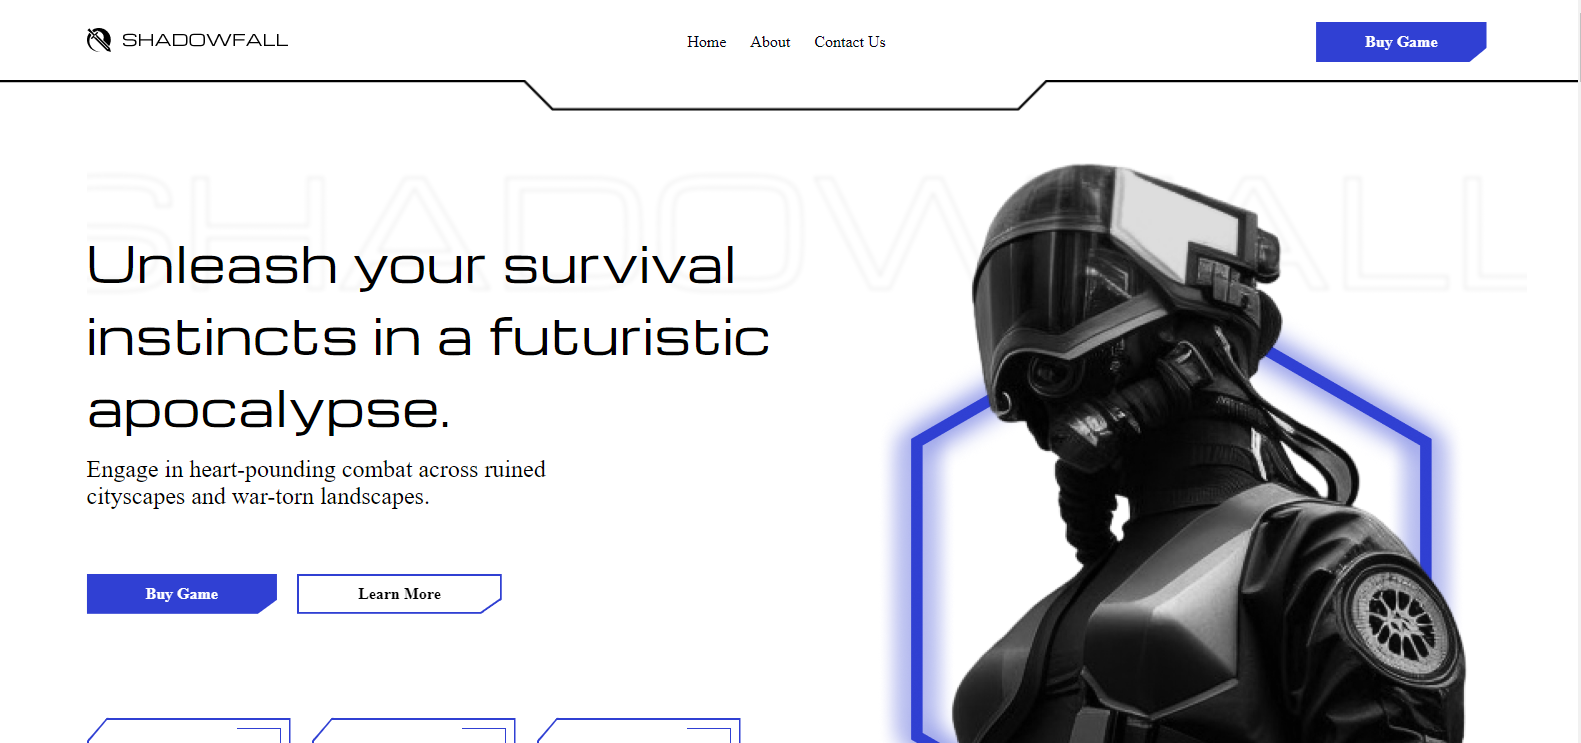 SHADOWFALL
Home About Contact Us
Buy Game
SHADOWFALL
Unleash your survival
instincts in a futuristic
apocalypse.
Engage in heart-pounding combat across ruined
cityscapes and war-torn landscapes.
Buy Game
Learn More